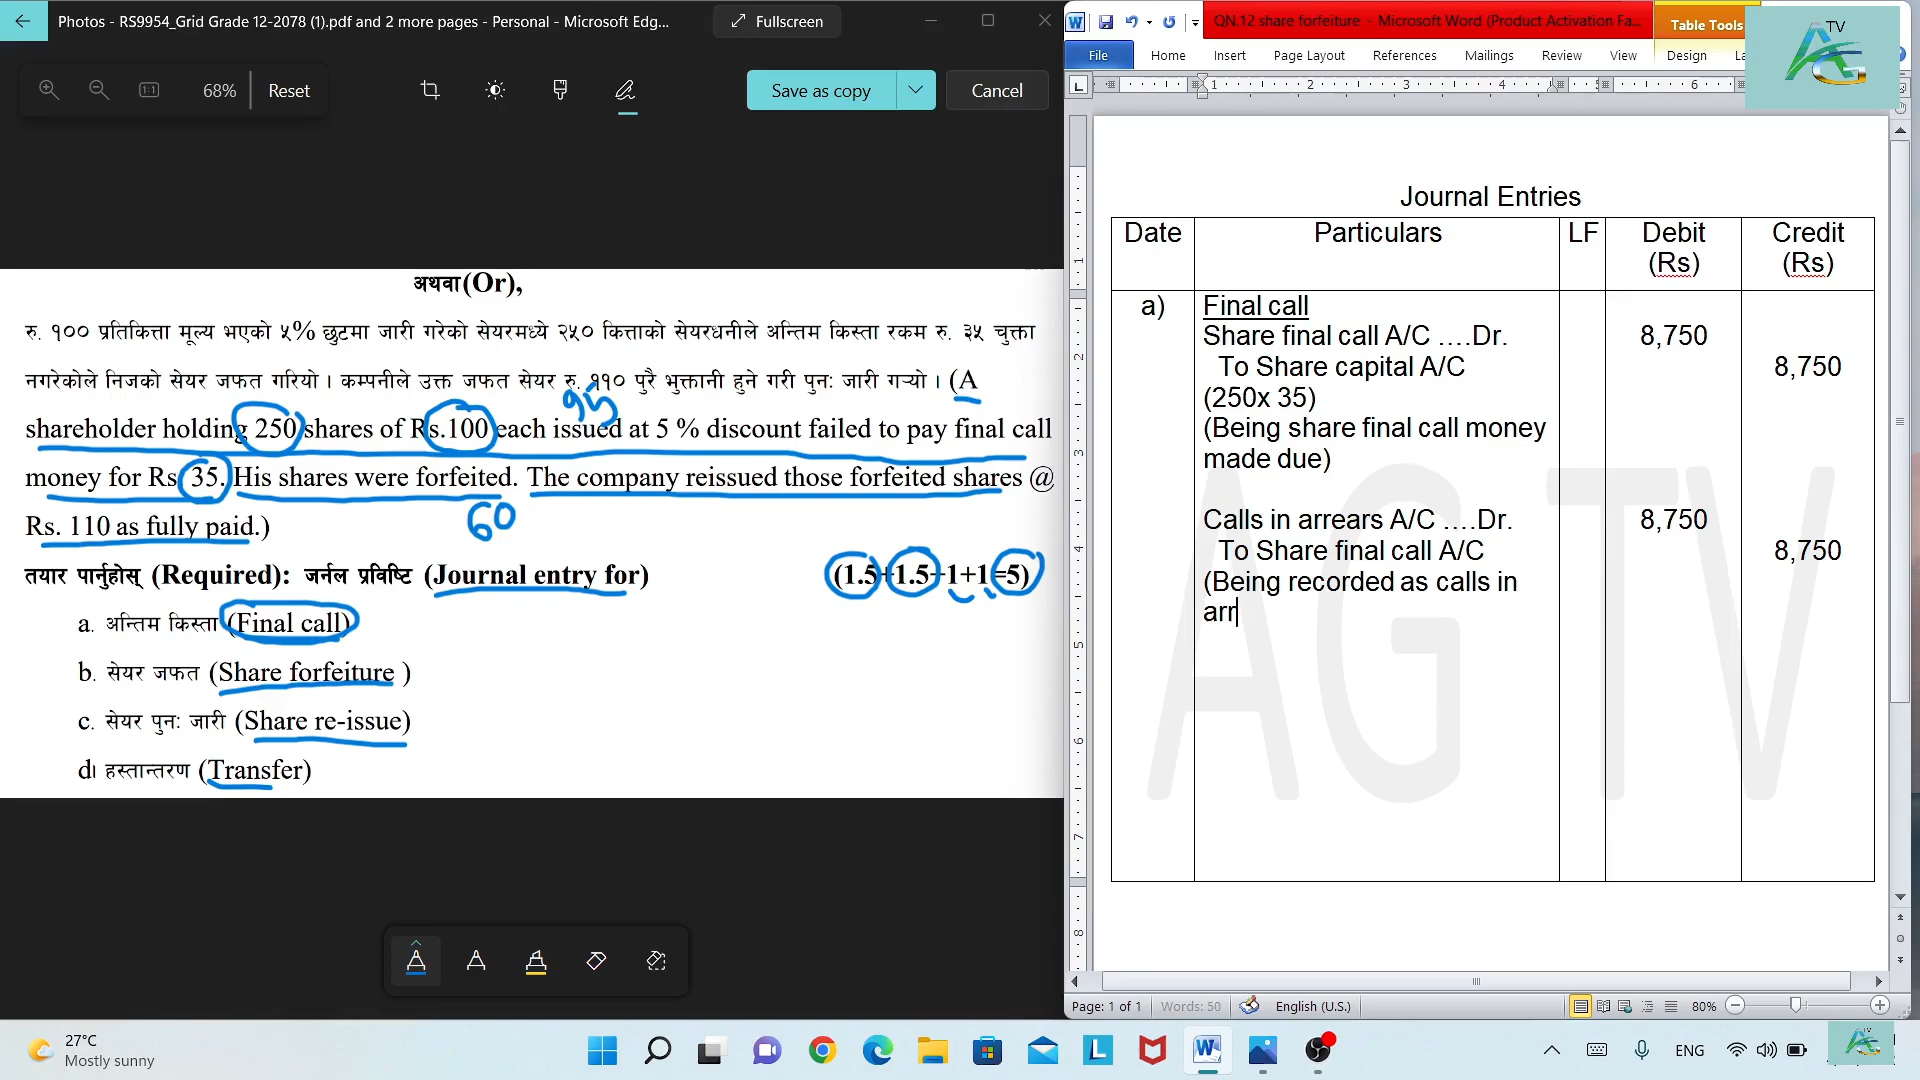 Photos - RS9954_Grid Grade 12-2078 (1).pdf and 2 more pages - Personal - Microsoft Edg...
Fullscreen
68%
Reset
Save as copy
Cancel
अथवा (Or),
रु. १०० प्रतिकित्ता मूल्य भएको ५% छुटमा जारी गरेको सेयरमध्ये २५० कित्ताको सेयरधनीले अन्तिम किस्ता रकम रु. ३५ चुक्ता
नगरेकोले निजको सेयर जफत गरियो । कम्पनीले उक्त जफत सेयर रु. ११० पुरै भुक्तानी हुने गरी पुनः जारी गऱ्यो । (A
95
shareholder holding 250 shares of Rs.100 each issued at 5 % discount failed to pay final call
money for Rs. 35. His shares were forfeited. The company reissued those forfeited shares @
60
Rs. 110 as fully paid.)
तयार पार्नुहोस् (Required): जर्नल प्रविष्टि (Journal entry for)
(1.5+1.5+1+1=5)
a. अन्तिम किस्ता (Final call)
b. सेयर जफत (Share forfeiture )
c. सेयर पुनः जारी (Share re-issue)
d। हस्तान्तरण (Transfer)
QN.12 share forfeiture - Microsoft Word (Product Activation Fa...
Table Tools
TV
File
Home
Insert
Page Layout
References
Mailings
Review
View
Design
La
1 2 3 4 6
Journal Entries
Date
Particulars
LF
Debit (Rs)
Credit (Rs)
a)
Final call
Share final call A/C ....Dr.
8,750
To Share capital A/C
8,750
(250x 35)
(Being share final call money
made due)
Calls in arrears A/C ....Dr.
8,750
To Share final call A/C
8,750
(Being recorded as calls in
arr
AG TV
Page: 1 of 1
Words: 50
English (U.S.)
80%
27°C
Mostly sunny
ENG